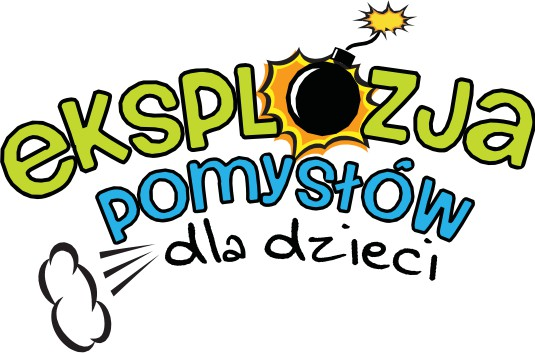 eKSPLOZJa
pomysłów
dla dzieci